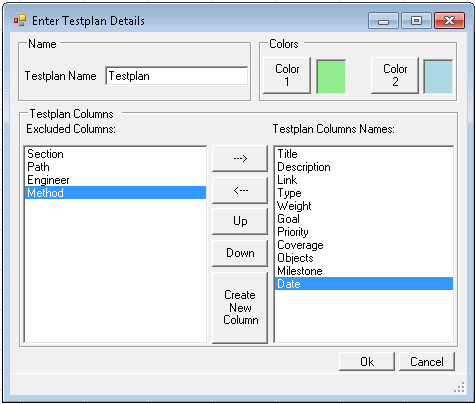 Enter Testplan Details
Name
Testplan Name
Testplan
Colors
Color
1
Color
2
Testplan Columns
Excluded Columns:
Section
Path
Engineer
Method
--->
<---
Up
Down
Create
New
Column
Testplan Columns Names:
Title
Description
Link
Type
Weight
Goal
Priority
Coverage
Objects
Milestone
Date
Ok
Cancel